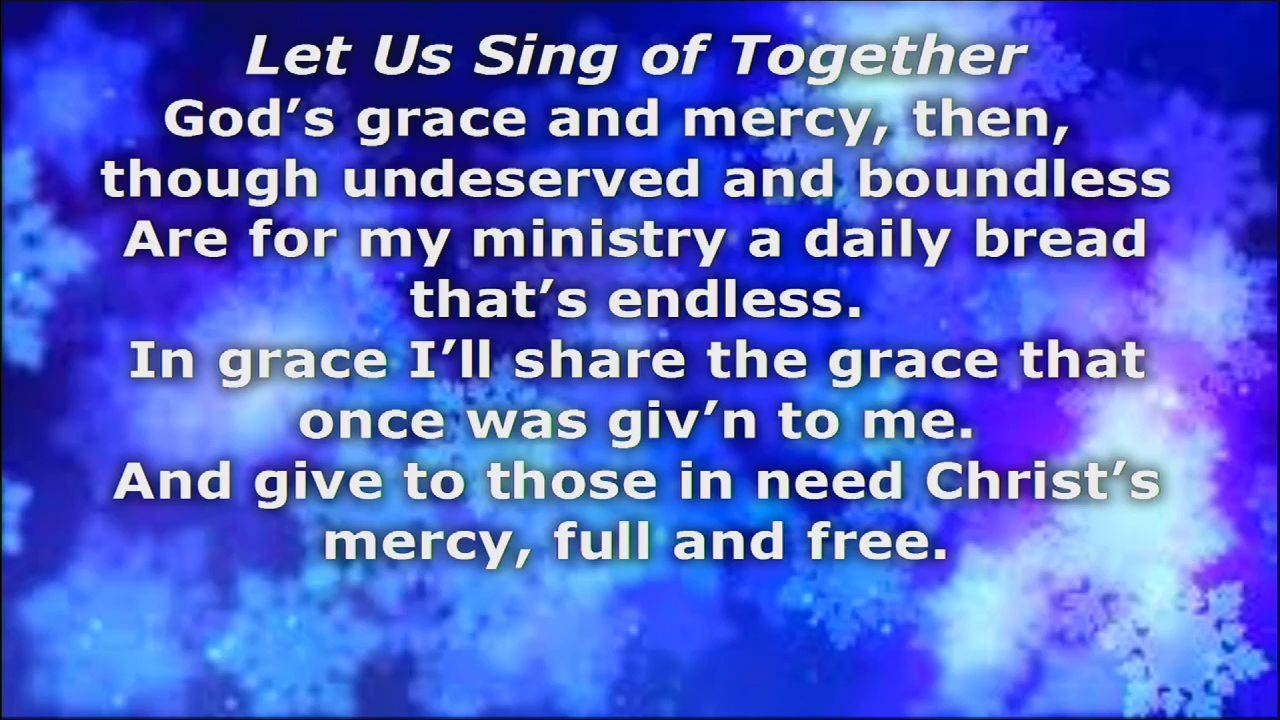 Let Us Sing of Together
God’s grace and mercy, then,
though undeserved and boundless
Are for my ministry a daily bread
that’s endless.
In grace I’ll share the grace that
once was giv’n to me.
And give to those in need Christ’s
mercy, full and free.